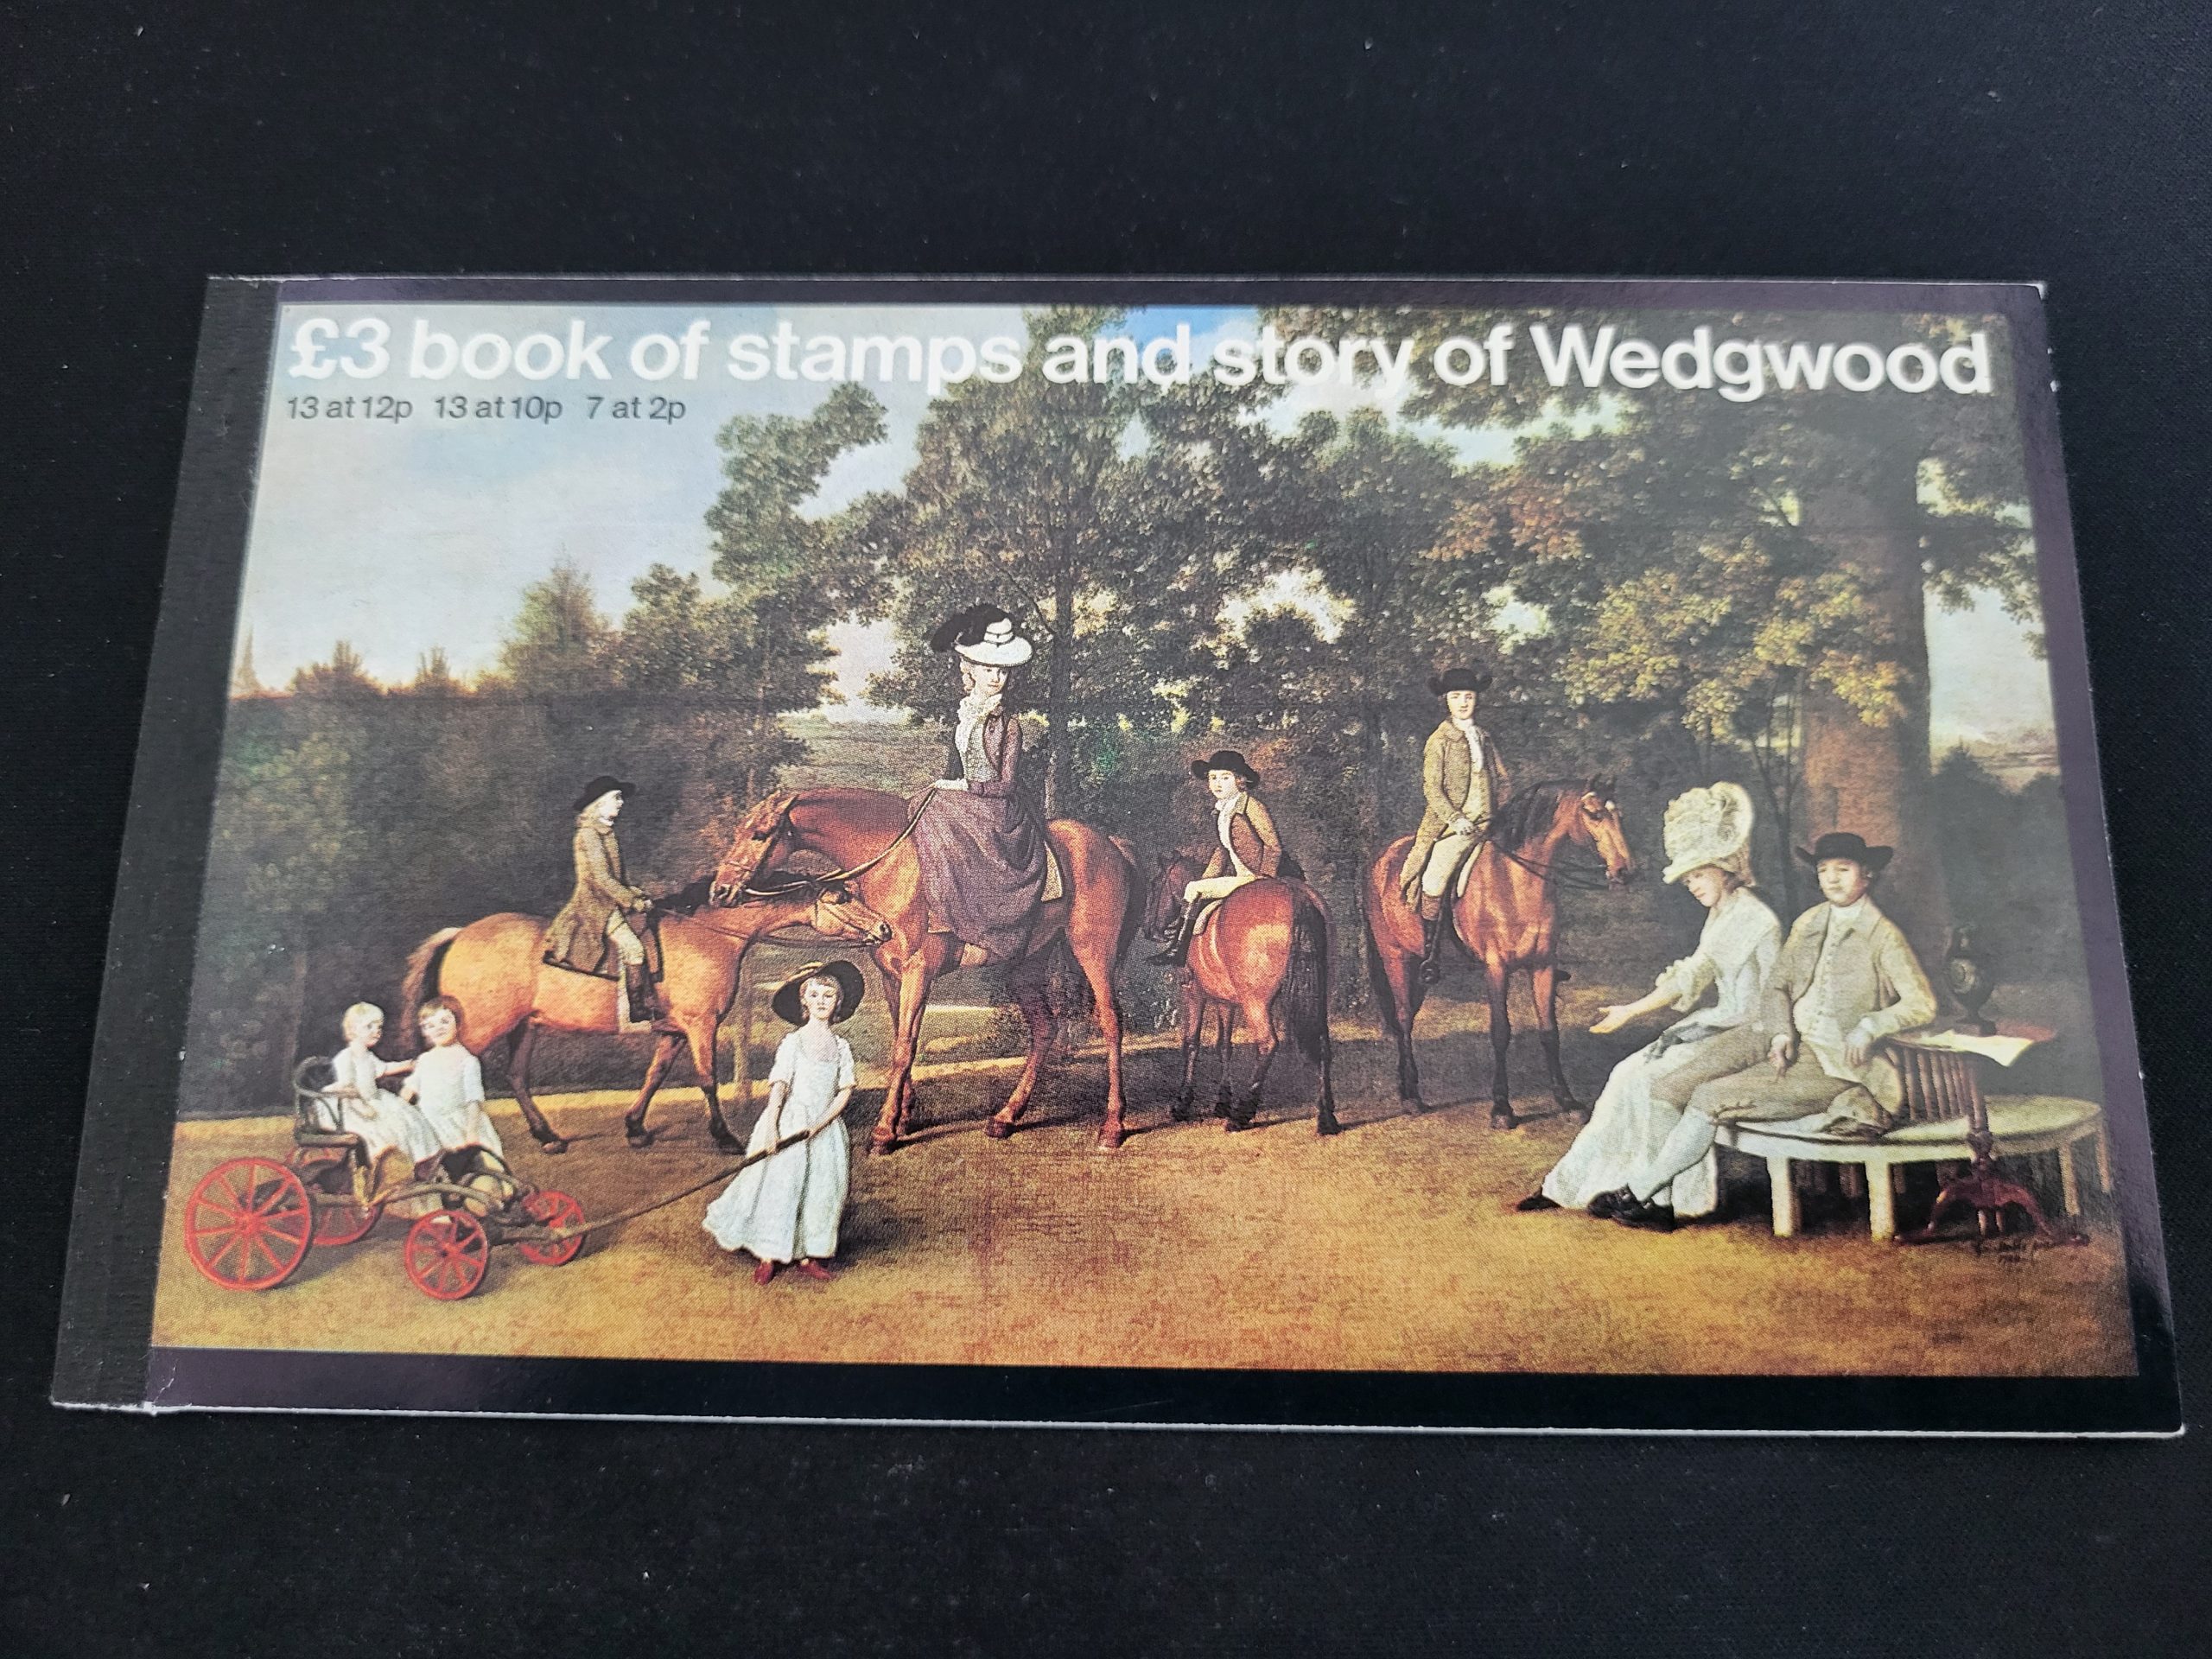 £3 book of stamps and story of Wedgwood
13 at 12p 13 at 10p 7 at 2p